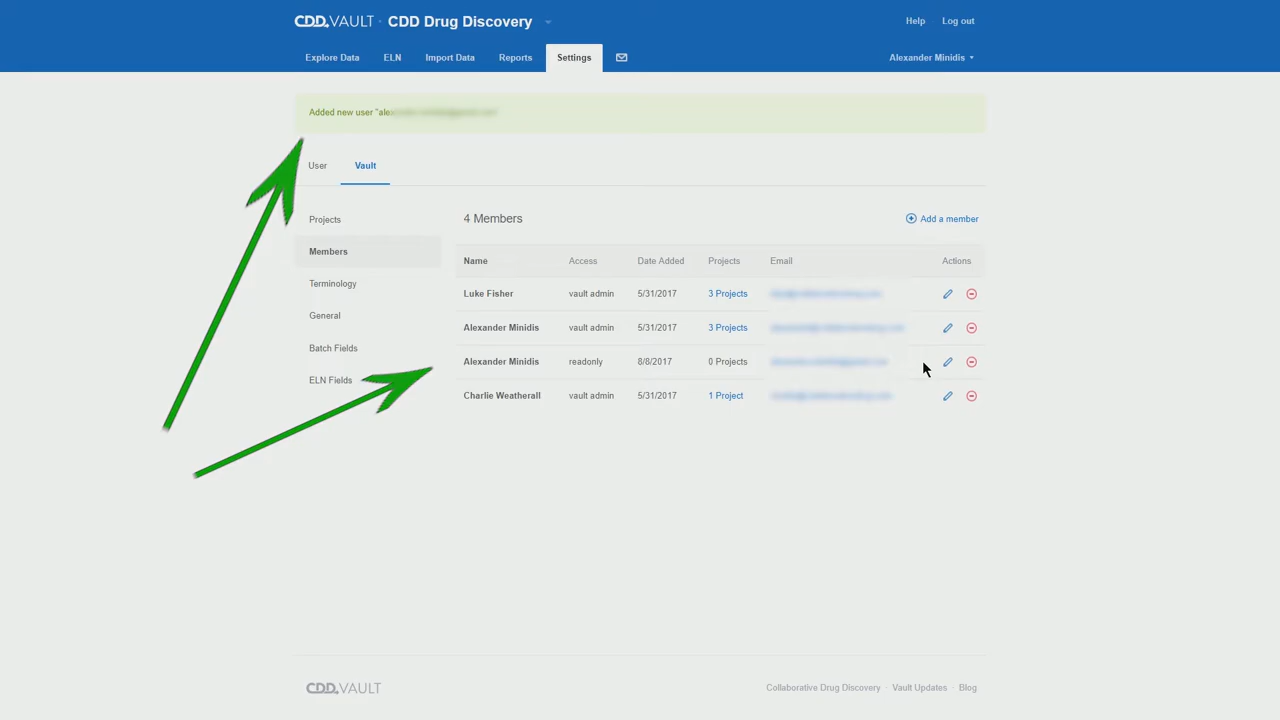 CDD. VAULT · CDD Drug Discovery
Help Log out
Explore Data ELN Import Data Reports Settings
Alexander Minidis
Added new user "ale
User Vault
Projects
Members
Terminology
General
Batch Fields
ELN Fields
4 Members
Add a member
Name Access Date Added Projects Email Actions
Luke Fisher vault admin 5/31/2017 3 Projects
Alexander Minidis vault admin 5/31/2017 3 Projects
Alexander Minidis readonly 8/8/2017 0 Projects
Charlie Weatherall vault admin 5/31/2017 1 Project
CDD. VAULT
Collaborative Drug Discovery · Vault Updates · Blog